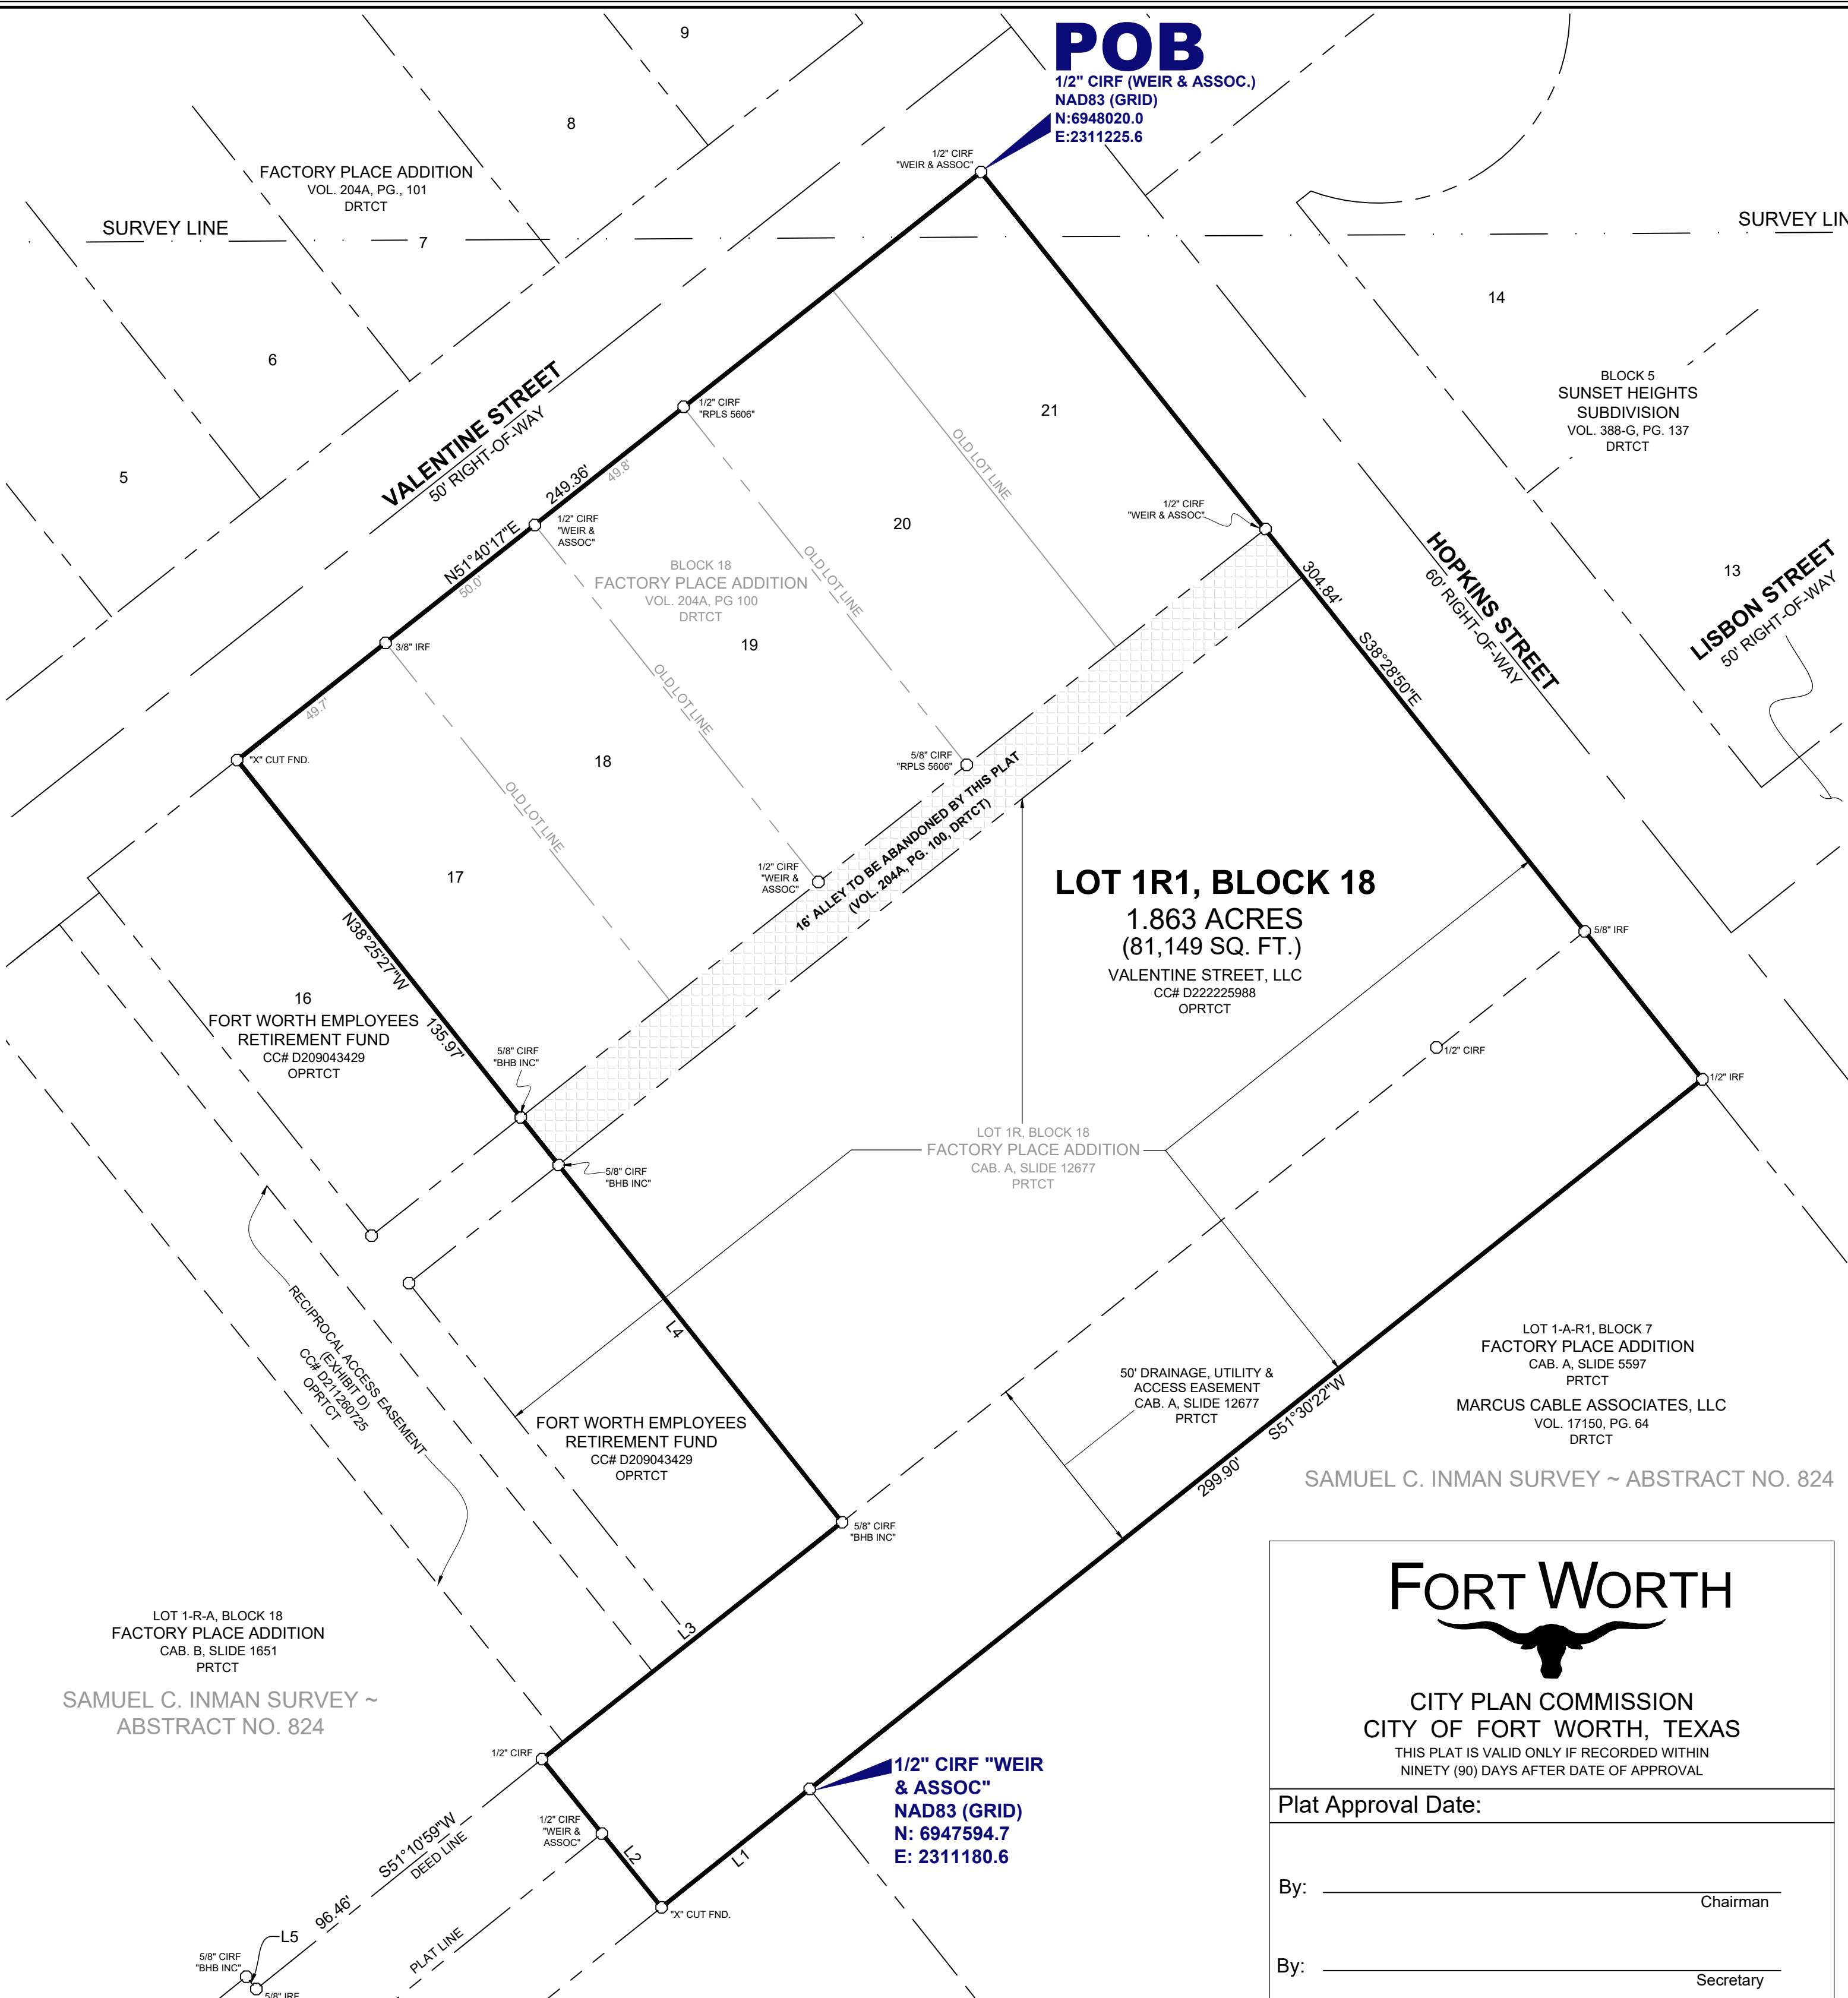 POB
1/2" CIRF (WEIR & ASSOC.)
NAD83 (GRID)
N:6948020.0
E:2311225.6
9
8
FACTORY PLACE ADDITION
VOL. 204A, PG., 101
DRTCT
1/2" CIRF
"WEIR & ASSOC"
SURVEY LINE
7
SURVEY LIN
14
6
VALENTINE STREET
50' RIGHT-OF-WAY
1/2" CIRF
"RPLS 5606"
21
BLOCK 5
SUNSET HEIGHTS
SUBDIVISION
VOL. 388-G, PG. 137
DRTCT
5
N51°40'17"E
249.36'
49.8'
50.0'
49.7'
OLD LOT LINE
1/2" CIRF
"WEIR &
ASSOC"
20
1/2" CIRF
"WEIR & ASSOC"
BLOCK 18
FACTORY PLACE ADDITION
VOL. 204A, PG 100
DRTCT
OLD LOT LINE
304.84'
S38°28'50"E
HOPKINS STREET
60' RIGHT-OF-WAY
13
LISBON STREET
50' RIGHT-OF-WAY
3/8" IRF
19
OLD LOT LINE
"X" CUT FND.
18
5/8" CIRF
"RPLS 5606"
OLD LOT LINE
16' ALLEY TO BE ABANDONED BY THIS PLAT
(VOL. 204A, PG. 100, DRTCT)
1/2" CIRF
"WEIR &
ASSOC"
17
LOT 1R1, BLOCK 18
1.863 ACRES
(81,149 SQ. FT.)
VALENTINE STREET, LLC
CC# D222225988
OPRTCT
5/8" IRF
N38°25'27"W
135.97'
16
FORT WORTH EMPLOYEES
RETIREMENT FUND
CC# D209043429
OPRTCT
5/8" CIRF
"BHB INC"
1/2" CIRF
1/2" IRF
LOT 1R, BLOCK 18
FACTORY PLACE ADDITION
CAB. A, SLIDE 12677
PRTCT
5/8" CIRF
"BHB INC"
L4
RECIPROCAL ACCESS EASEMENT
(EXHIBIT D)
CC# D211260725
OPRTCT
50' DRAINAGE, UTILITY &
ACCESS EASEMENT
CAB. A, SLIDE 12677
PRTCT
S51°30'22"W
299.90'
LOT 1-A-R1, BLOCK 7
FACTORY PLACE ADDITION
CAB. A, SLIDE 5597
PRTCT
MARCUS CABLE ASSOCIATES, LLC
VOL. 17150, PG. 64
DRTCT
FORT WORTH EMPLOYEES
RETIREMENT FUND
CC# D209043429
OPRTCT
SAMUEL C. INMAN SURVEY ~ ABSTRACT NO. 824
5/8" CIRF
"BHB INC"
L3
LOT 1-R-A, BLOCK 18
FACTORY PLACE ADDITION
CAB. B, SLIDE 1651
PRTCT
SAMUEL C. INMAN SURVEY ~
ABSTRACT NO. 824
1/2" CIRF
1/2" CIRF "WEIR
& ASSOC"
NAD83 (GRID)
N: 6947594.7
E: 2311180.6
1/2" CIRF
"WEIR &
ASSOC"
L2
L1
"X" CUT FND.
S51°10'59"W
DEED LINE
96.46'
L5
PLAT LINE
5/8" CIRF
"BHB INC"
5/8" IRF
FORT WORTH
CITY PLAN COMMISSION
CITY OF FORT WORTH, TEXAS
THIS PLAT IS VALID ONLY IF RECORDED WITHIN
NINETY (90) DAYS AFTER DATE OF APPROVAL
Plat Approval Date:
By:
Chairman
By:
Secretary